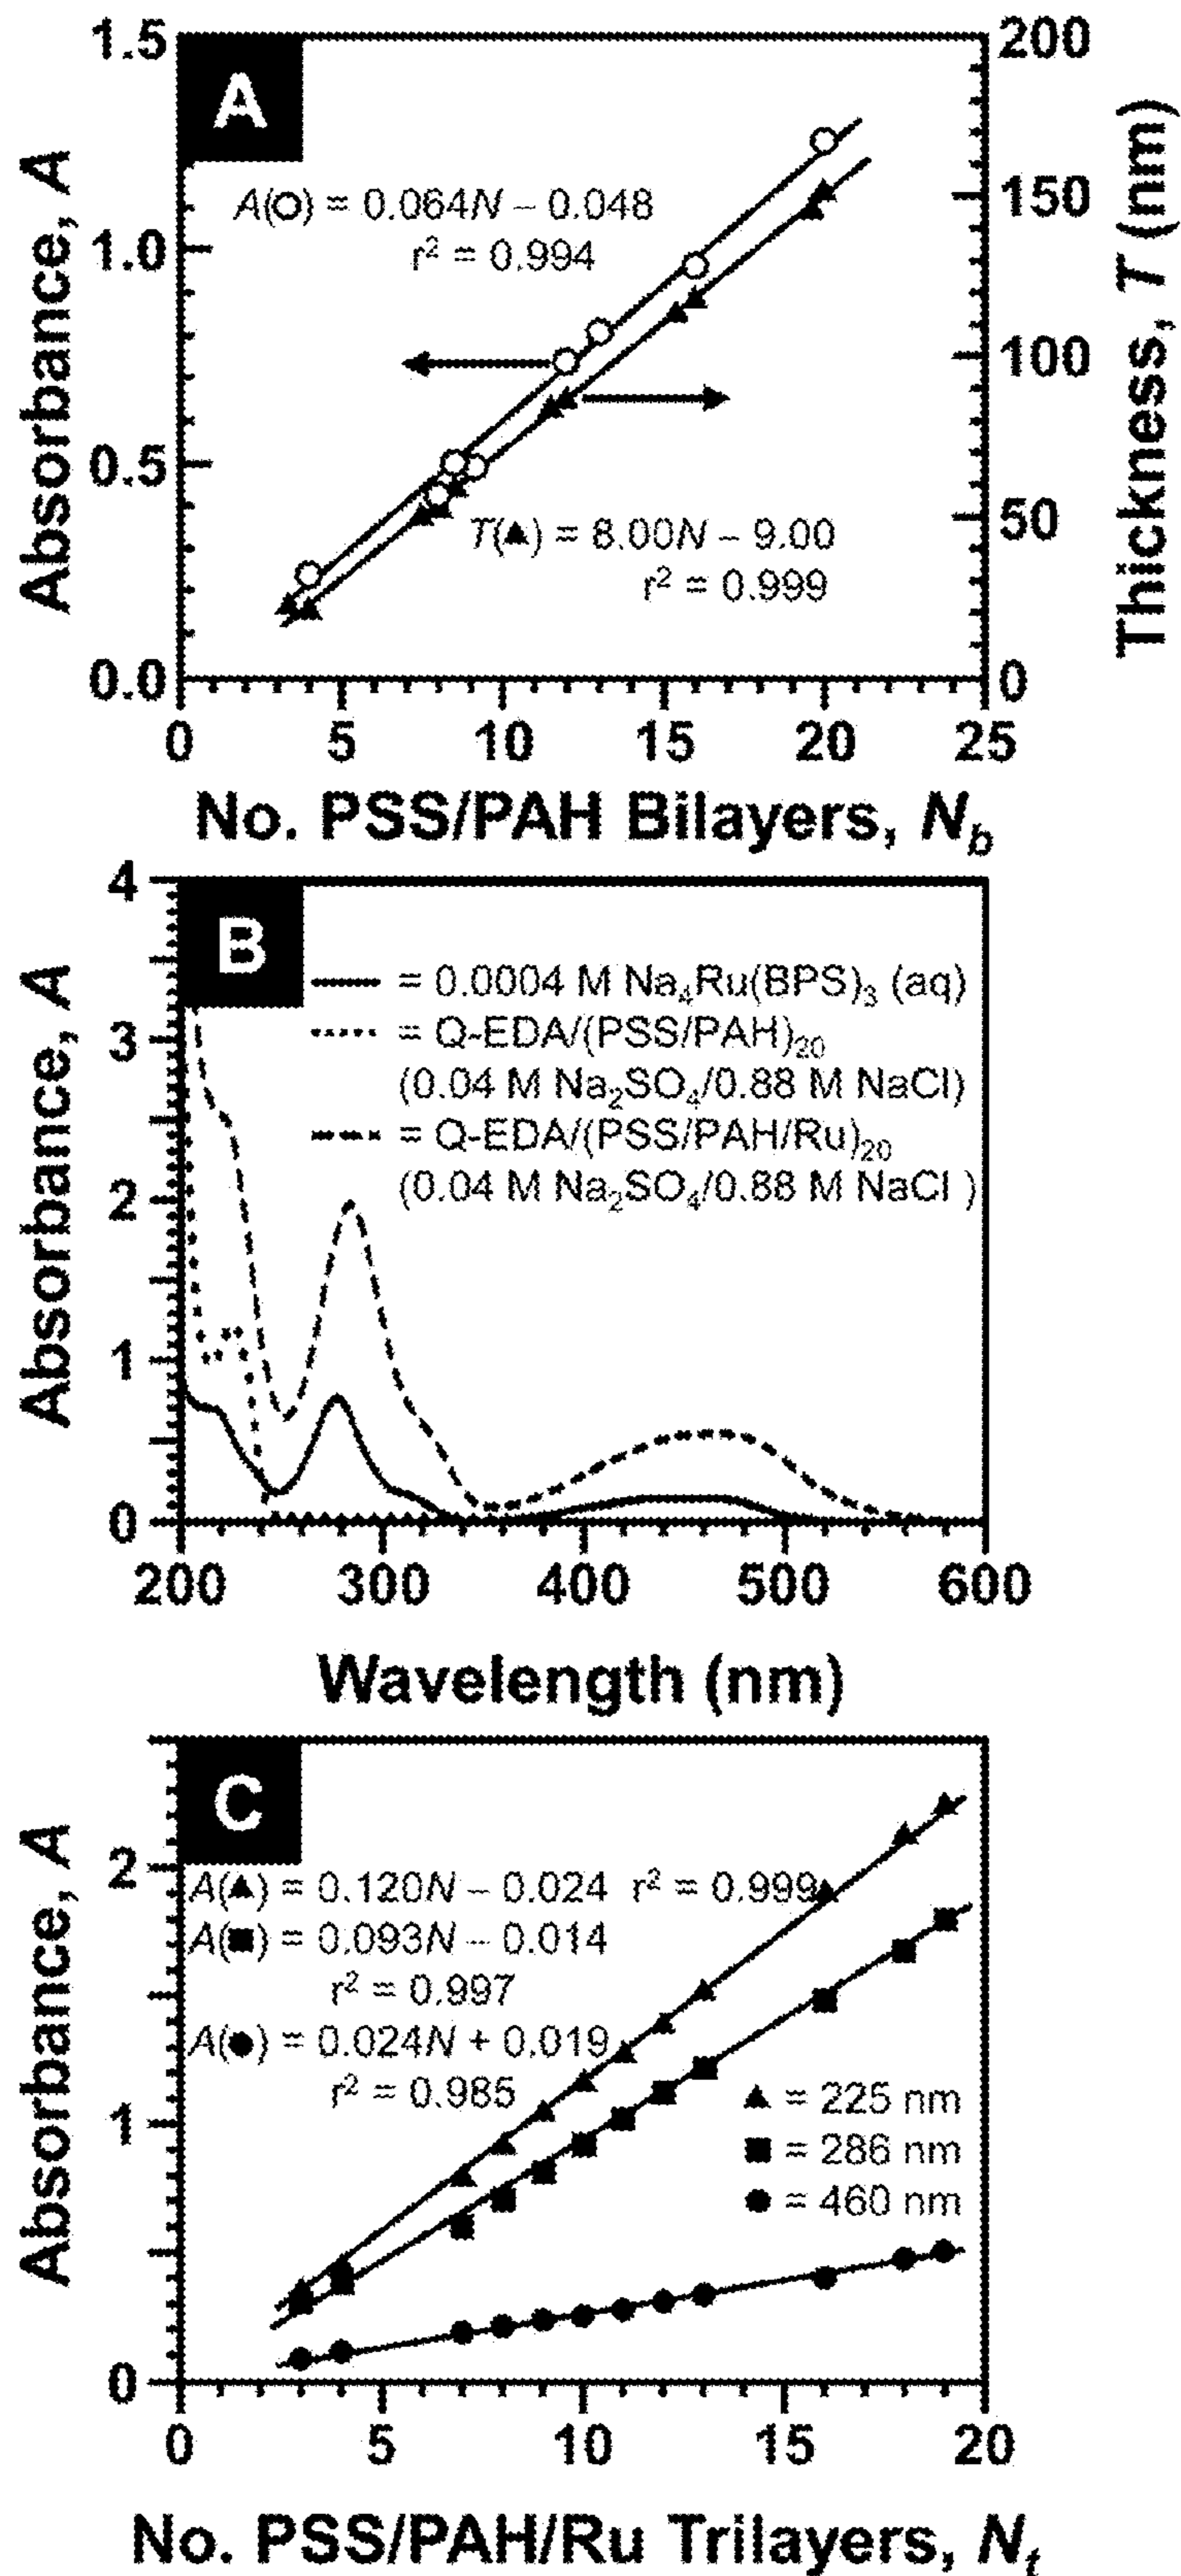 A
1.5
1.0
0.5
0.0
Absorbance, A
200
150
100
50
0
Thickness, T (nm)
A(○) = 0.064N – 0.048
r² = 0.994
T(▲) = 8.00N – 9.00
r² = 0.999
0 5 10 15 20 25
No. PSS/PAH Bilayers, N_b
B
4
3
2
1
0
Absorbance, A
= 0.0004 M Na₄Ru(BPS)₃ (aq)
= Q-EDA/(PSS/PAH)₂₀
(0.04 M Na₂SO₄/0.88 M NaCl)
= Q-EDA/(PSS/PAH/Ru)₂₀
(0.04 M Na₂SO₄/0.88 M NaCl )
200 300 400 500 600
Wavelength (nm)
C
2
1
0
Absorbance, A
A(▲) = 0.120N – 0.024 r² = 0.999
A(■) = 0.093N – 0.014
r² = 0.997
A(●) = 0.024N + 0.019
r² = 0.985
▲ = 225 nm
■ = 286 nm
● = 460 nm
0 5 10 15 20
No. PSS/PAH/Ru Trilayers, N_t